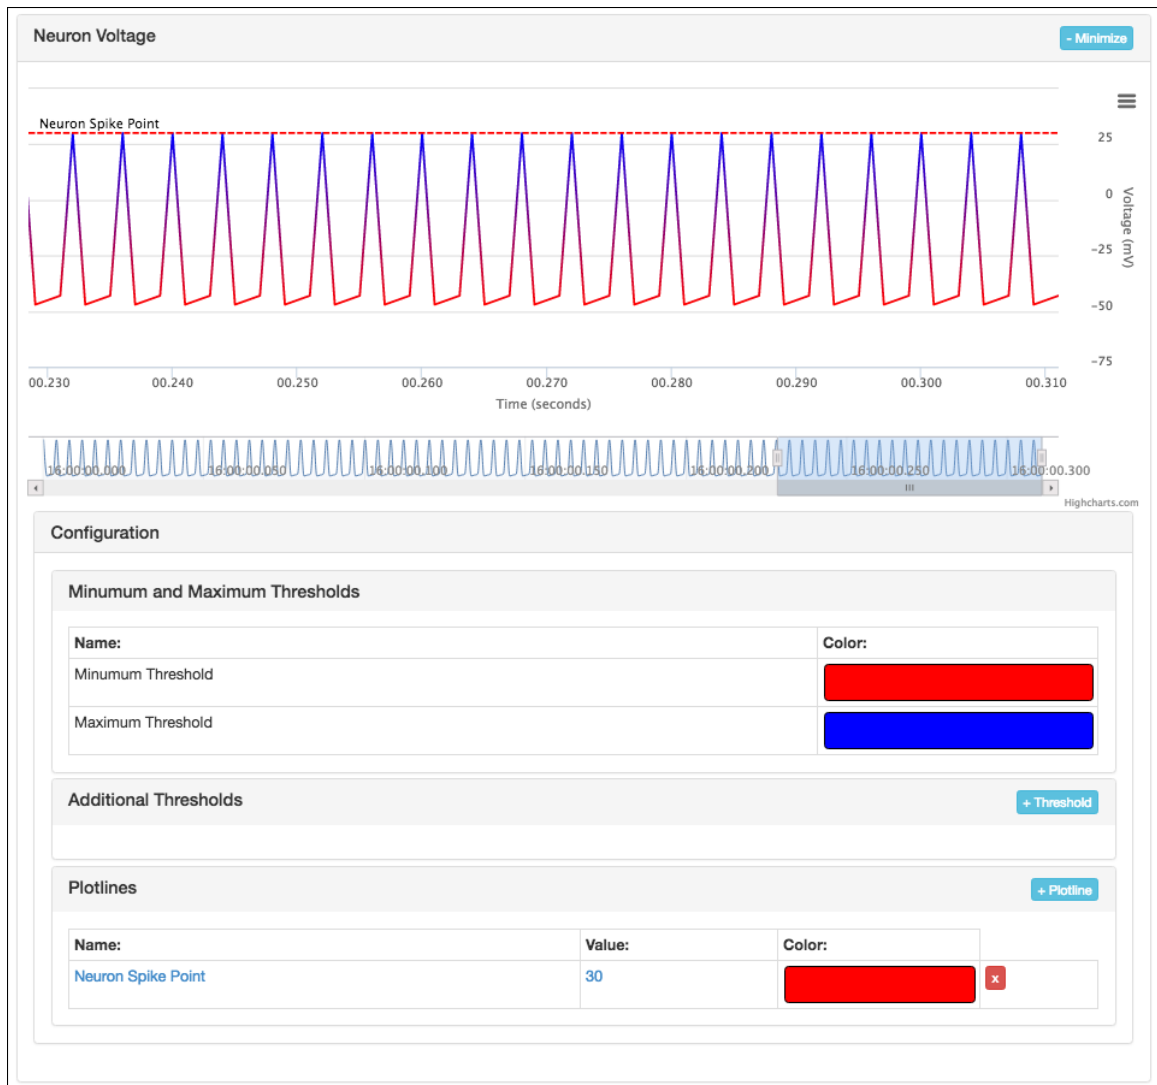 Neuron Voltage
- Minimize
Neuron Spike Point
25
0
-25
-50
-75
Voltage (mV)
00.230 00.240 00.250 00.260 00.270 00.280 00.290 00.300 00.310
Time (seconds)
16:00:00.000 16:00:00.050 16:00:00.100 16:00:00.150 16:00:00.200 16:00:00.250 16:00:00.300
Highcharts.com
Configuration
Minumum and Maximum Thresholds
Name: Color:
Minumum Threshold
Maximum Threshold
Additional Thresholds
+ Threshold
Plotlines
+ Plotline
Name: Value: Color:
Neuron Spike Point 30 x